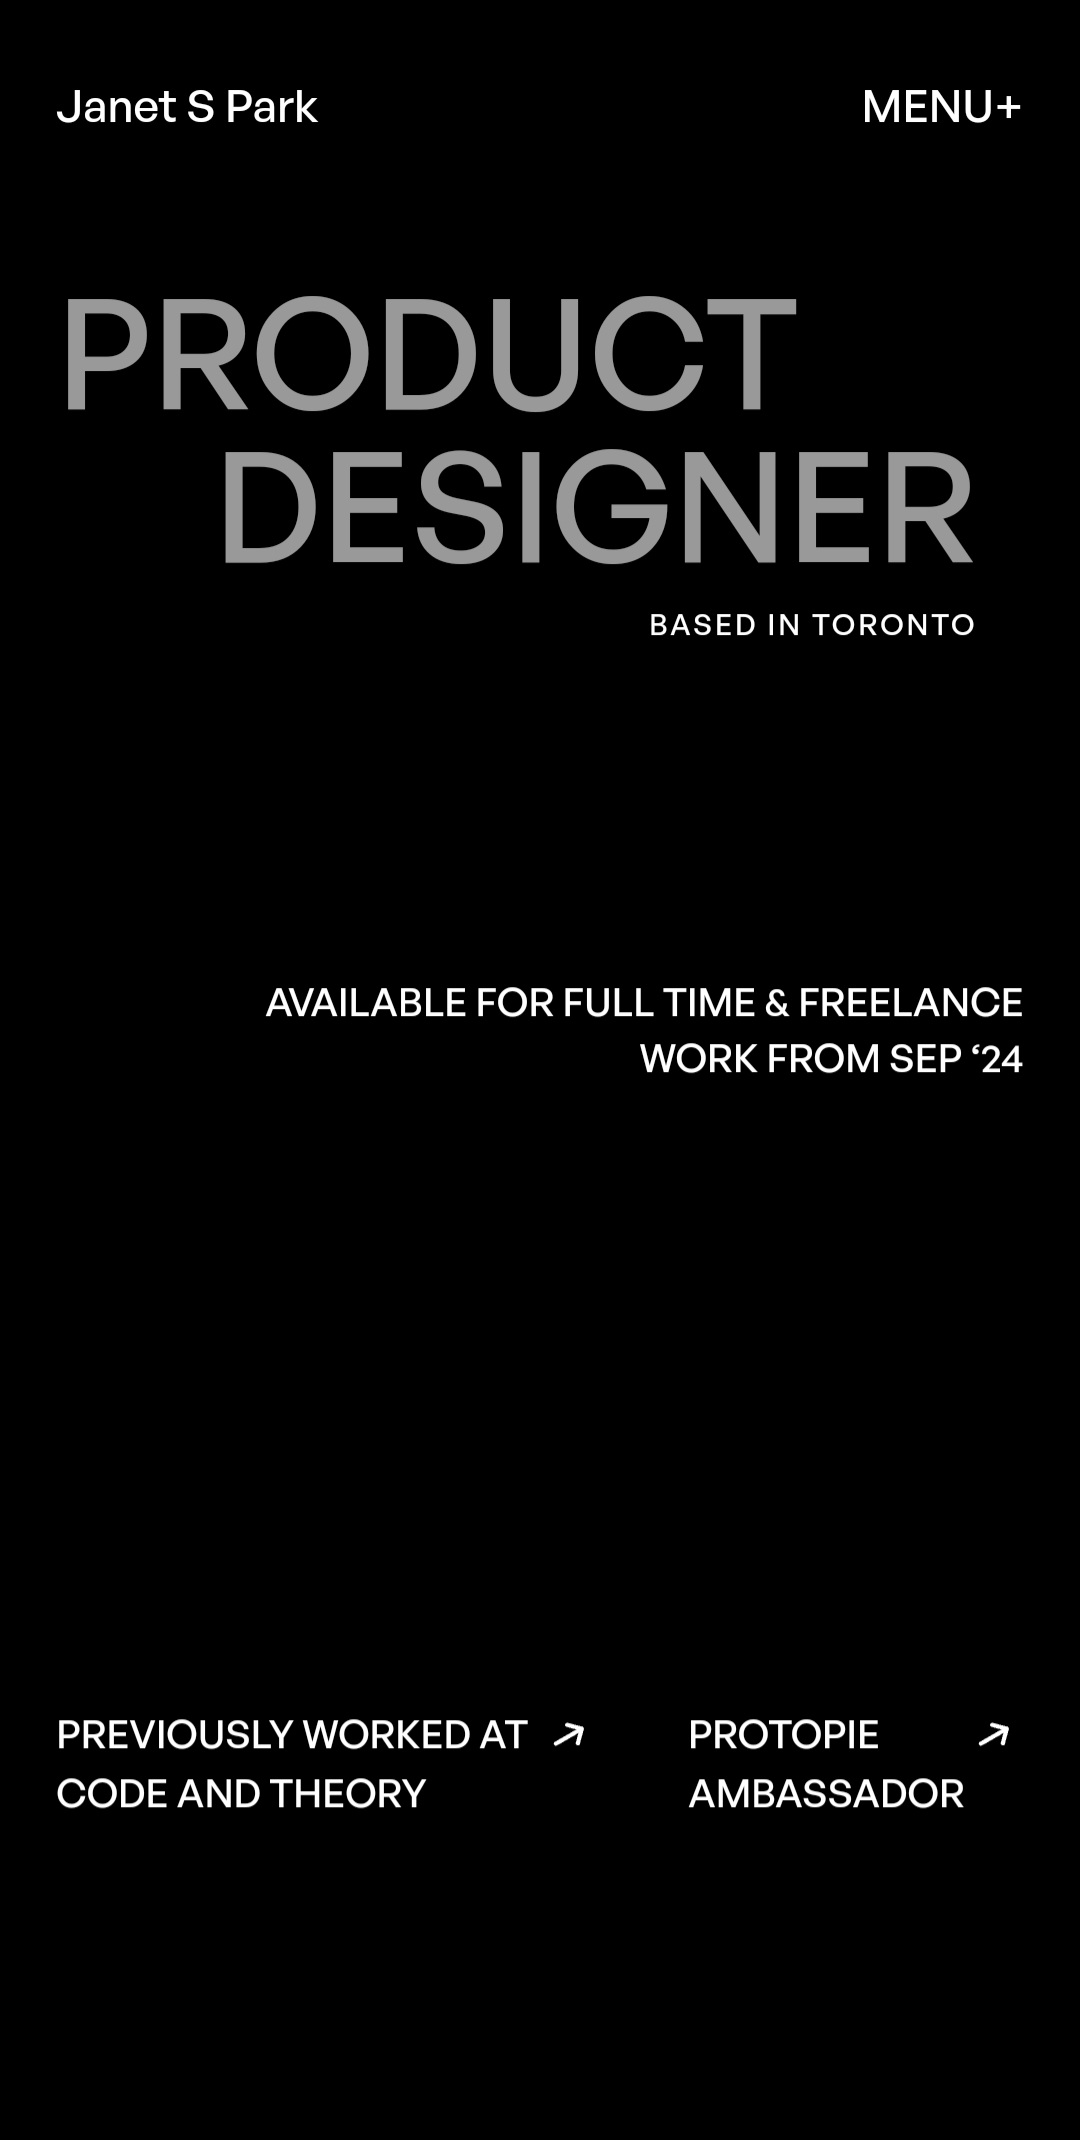 Janet S Park
MENU+
PRODUCT
DESIGNER
BASED IN TORONTO
AVAILABLE FOR FULL TIME & FREELANCE
WORK FROM SEP ‘24
PREVIOUSLY WORKED AT ↗
CODE AND THEORY
PROTOPIE ↗
AMBASSADOR